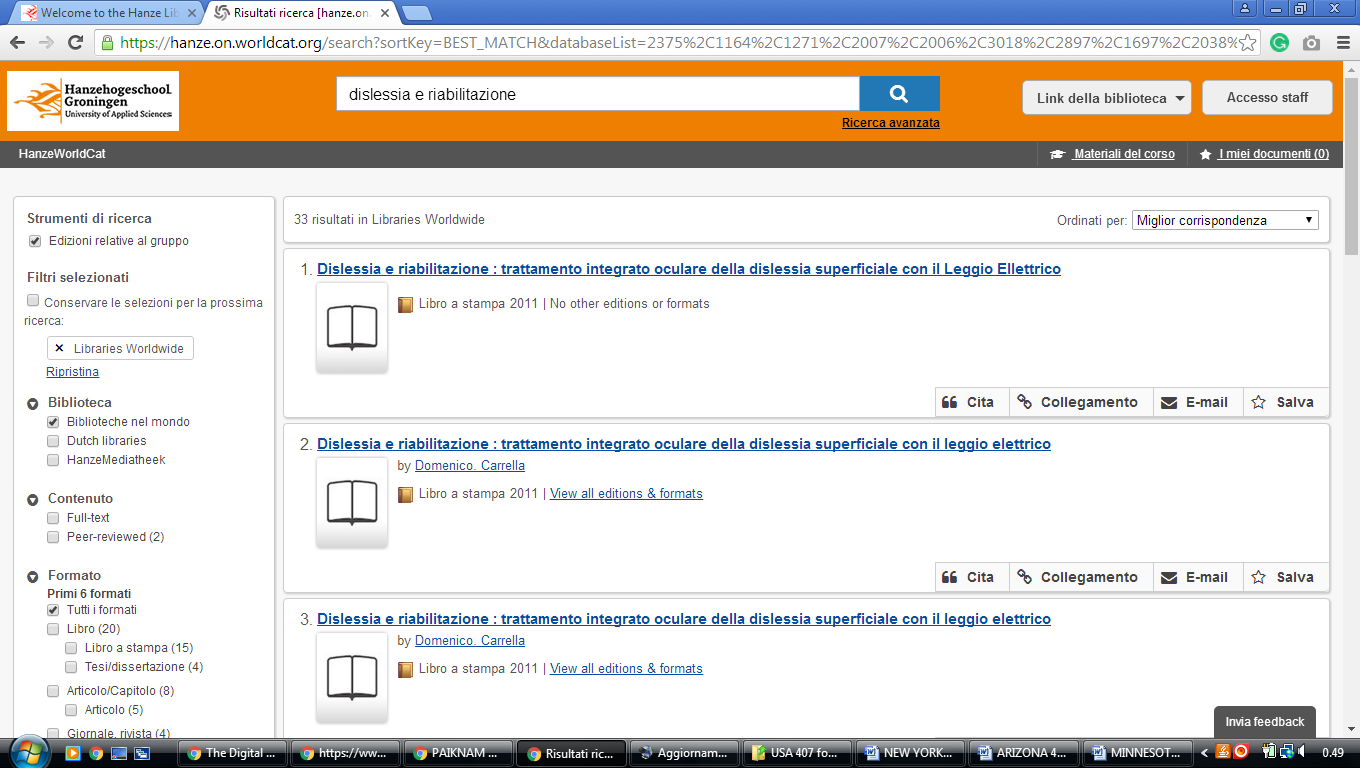 Welcome to the Hanze Lib
Risultati ricerca [hanze.on.
https://hanze.on.worldcat.org/search?sortKey=BEST_MATCH&databaseList=2375%2C1164%2C1271%2C2007%2C2006%2C3018%2C2897%2C1697%2C2038%
Hanzehogeschool
Groningen
University of Applied Sciences
dislessia e riabilitazione
Ricerca avanzata
Link della biblioteca
Accesso staff
HanzeWorldCat
Materiali del corso
I miei documenti (0)
Strumenti di ricerca
Edizioni relative al gruppo
Filtri selezionati
Conservare le selezioni per la prossima
ricerca:
Libraries Worldwide
Ripristina
Biblioteca
Biblioteche nel mondo
Dutch libraries
HanzeMediatheek
Contenuto
Full-text
Peer-reviewed (2)
Formato
Primi 6 formati
Tutti i formati
Libro (20)
Libro a stampa (15)
Tesi/dissertazione (4)
Articolo/Capitolo (8)
Articolo (5)
Giornale, rivista (4)
33 risultati in Libraries Worldwide
Ordinati per: Miglior corrispondenza
1. Dislessia e riabilitazione : trattamento integrato oculare della dislessia superficiale con il Leggio Ellettrico
Libro a stampa 2011 | No other editions or formats
Cita Collegamento E-mail Salva
2. Dislessia e riabilitazione : trattamento integrato oculare della dislessia superficiale con il leggio elettrico
by Domenico. Carrella
Libro a stampa 2011 | View all editions & formats
Cita Collegamento E-mail Salva
3. Dislessia e riabilitazione : trattamento integrato oculare della dislessia superficiale con il leggio elettrico
by Domenico. Carrella
Libro a stampa 2011 | View all editions & formats
Invia feedback
The Digital ...
https://ww...
PAIKNAM ...
Risultati ric...
Aggiornam...
USA 407 fo...
NEW YORK...
ARIZONA 4...
MINNESOT...
0.49